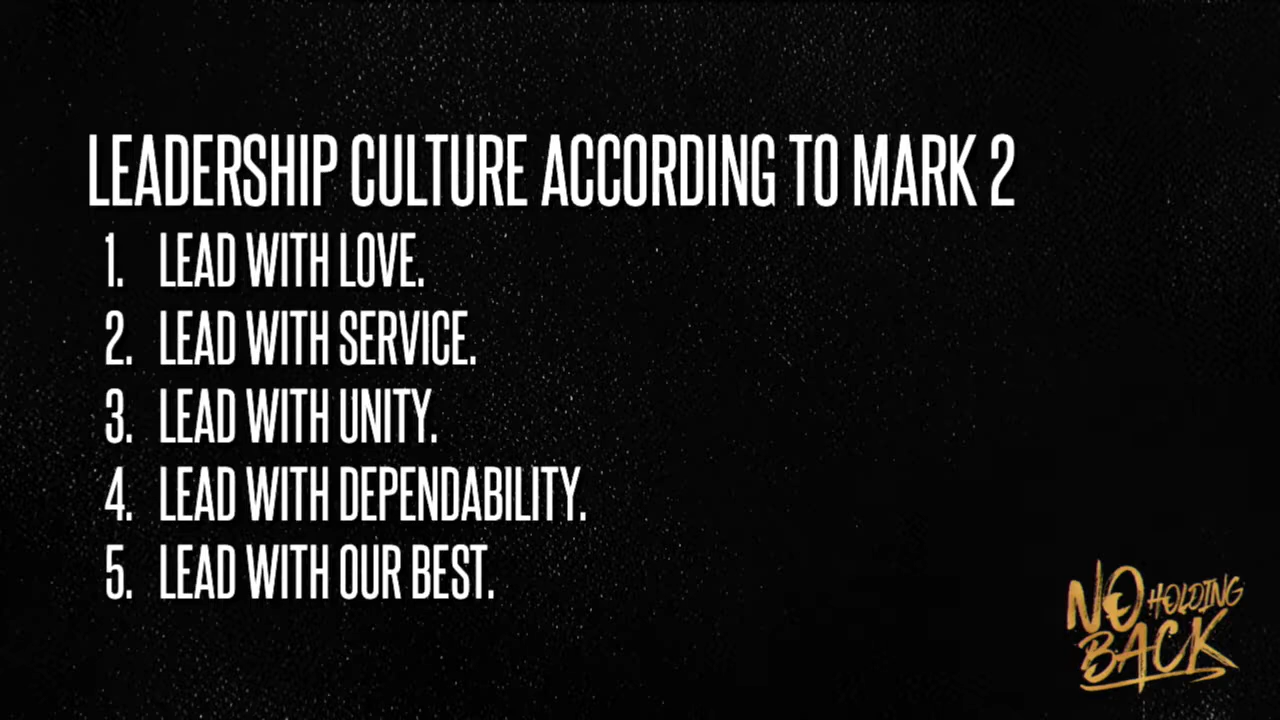 LEADERSHIP CULTURE ACCORDING TO MARK 2
1. LEAD WITH LOVE.
2. LEAD WITH SERVICE.
3. LEAD WITH UNITY.
4. LEAD WITH DEPENDABILITY.
5. LEAD WITH OUR BEST.
NO HOLDING
BACK